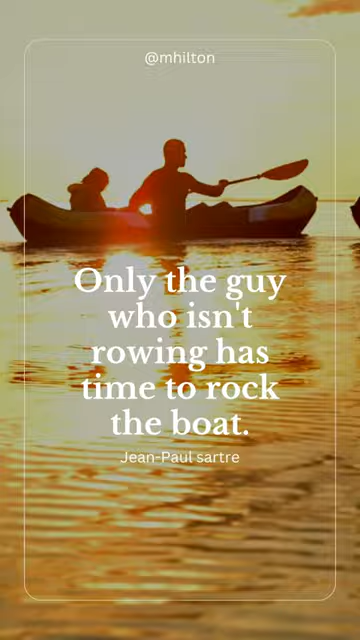 @mhilton
Only the guy
who isn't
rowing has
time to rock
the boat.
Jean-Paul sartre